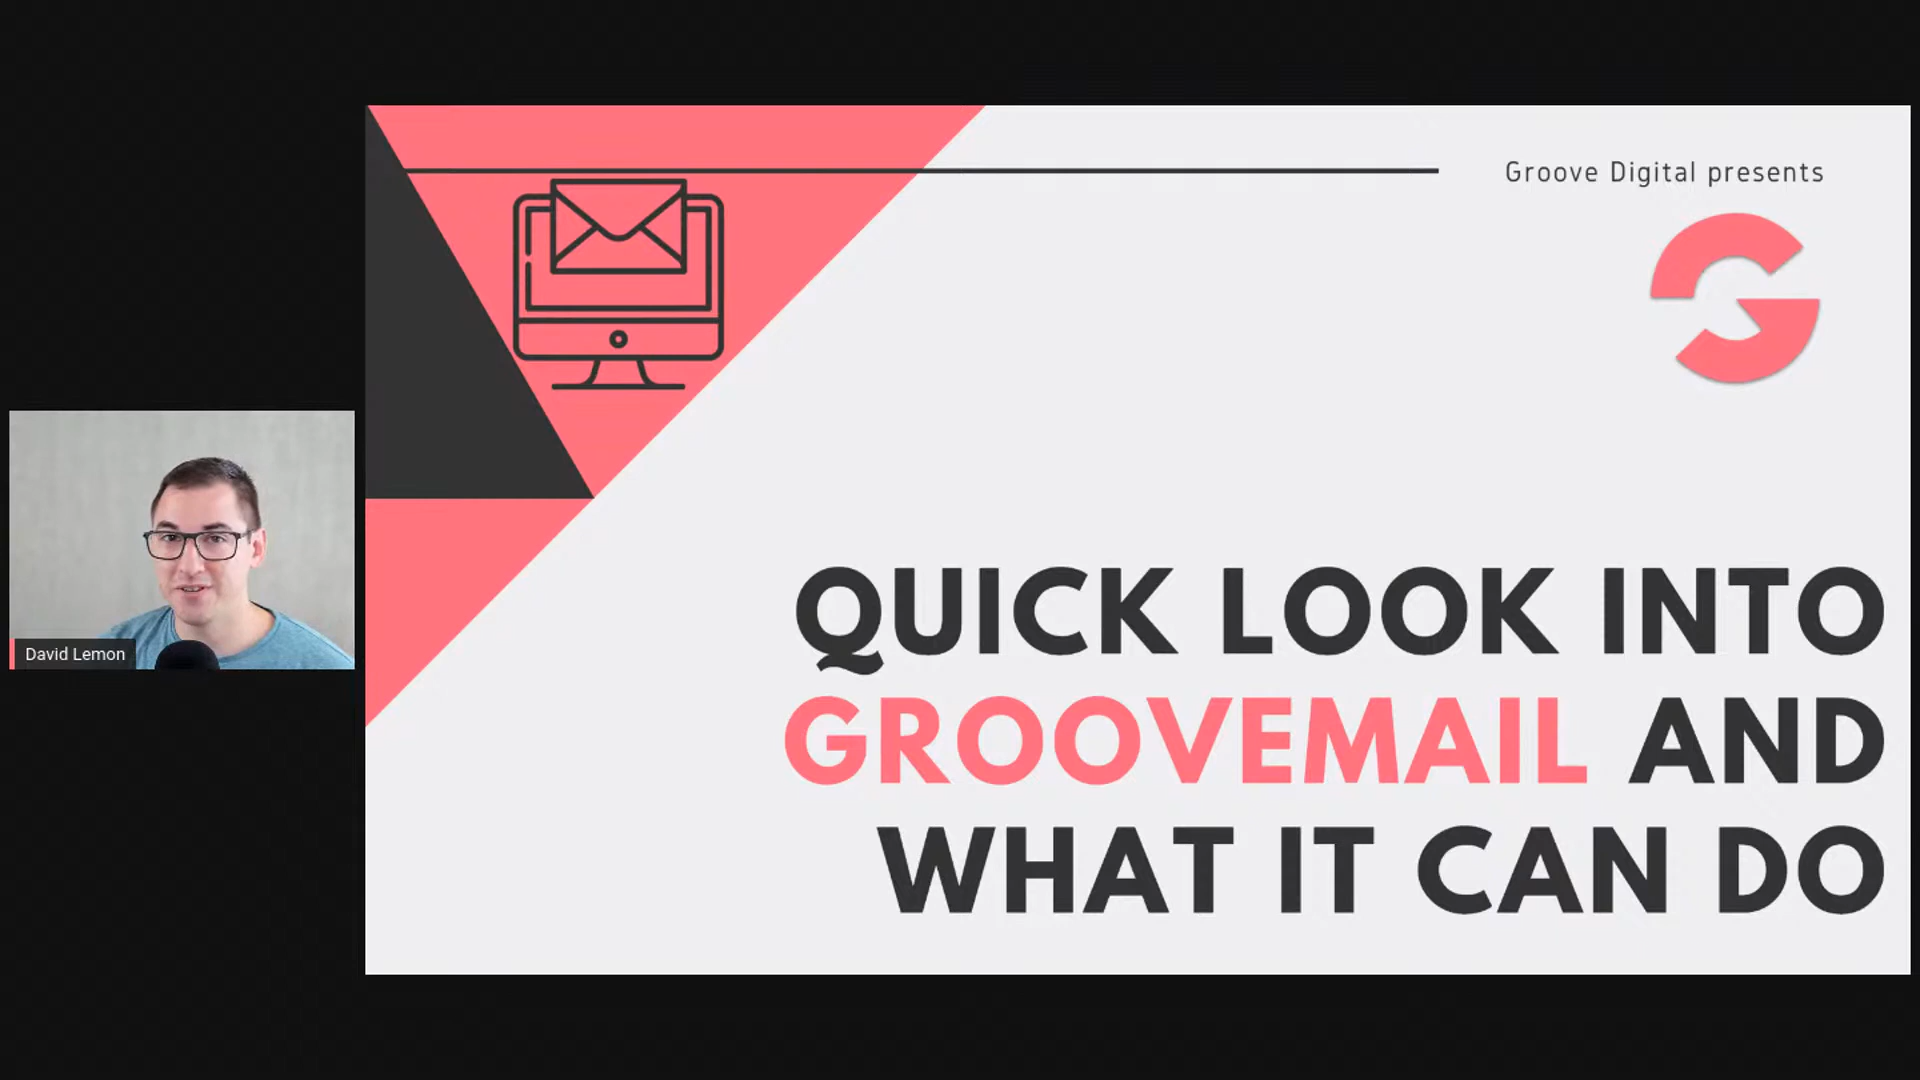 Groove Digital presents
QUICK LOOK INTO
GROOVEMAIL AND
WHAT IT CAN DO
David Lemon